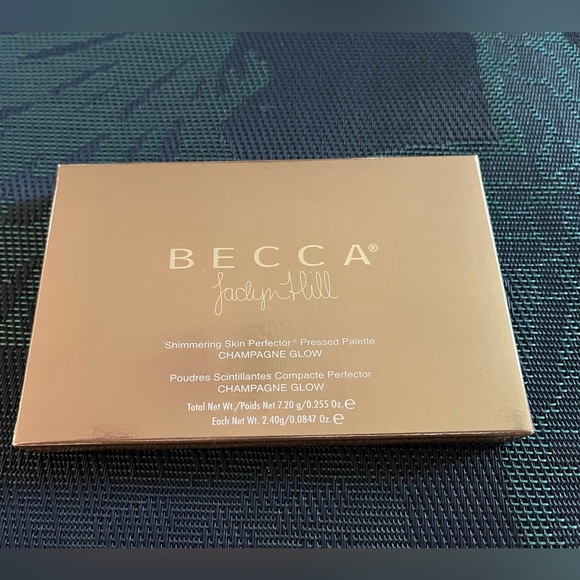 BECCA®
Jaclyn Hill
Shimmering Skin Perfector® Pressed Palette
CHAMPAGNE GLOW
Poudres Scintillantes Compacte Perfector
CHAMPAGNE GLOW
Total Net Wt./Poids Net 7.20 g/0.255 Oz.℮
Each Net Wt. 2.40g/0.0847 Oz.℮